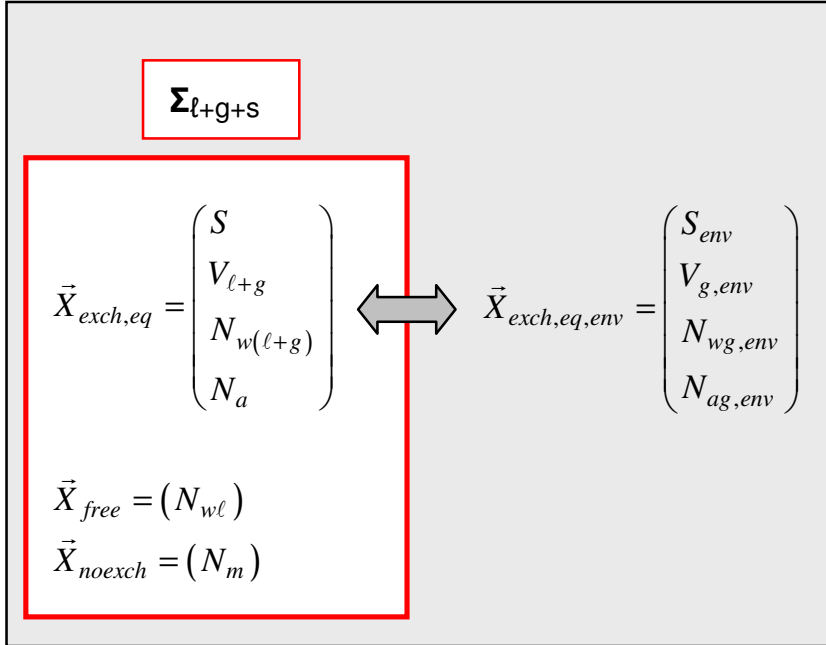 Σℓ+g+s
X⃗exch,eq = (S
Vℓ+g
Nw(ℓ+g)
Na)
X⃗exch,eq,env = (Senv
Vg,env
Nwg,env
Nag,env)
X⃗free = (Nwℓ)
X⃗noexch = (Nm)